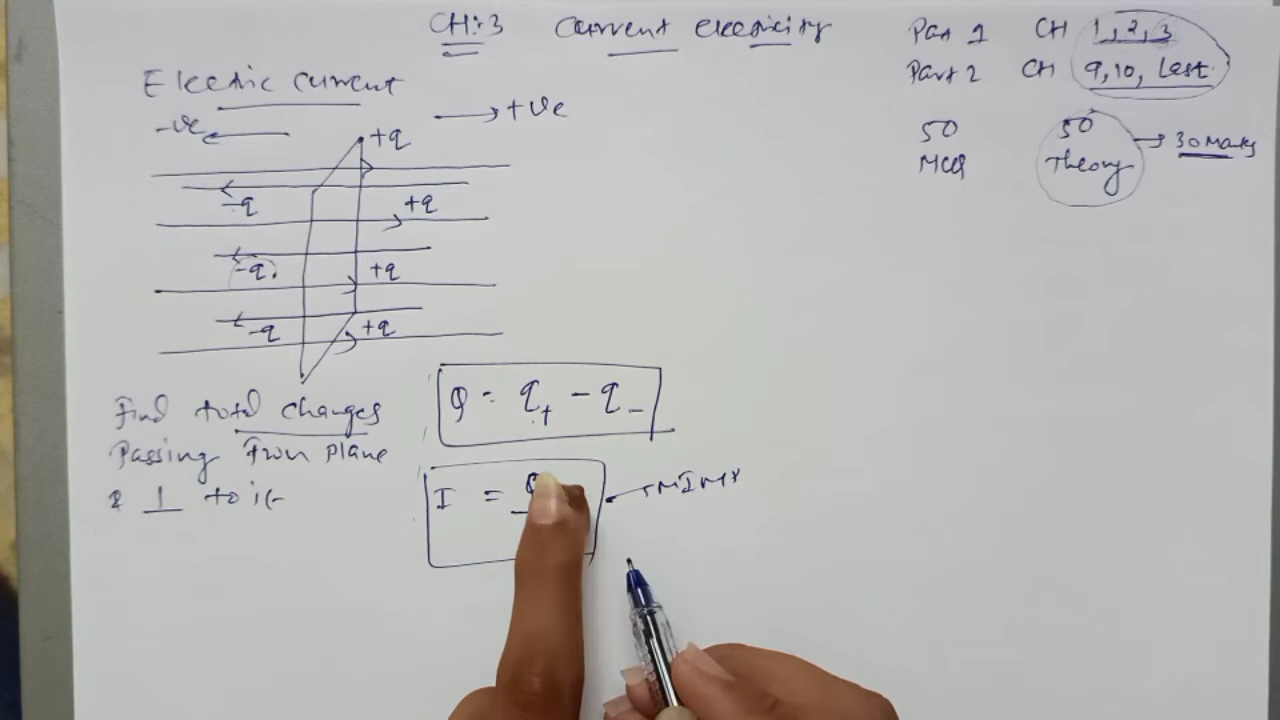 CH:3 Current electricity
Part 1 CH 1, 2, 3
Part 2 CH 9, 10, Last
50 MCQ
50 Theory → 30 Marks
Electric current
-ve
+ve
+q
-q +q
-q +q
-q +q
Find total charges
Passing From plane
& ⊥ to it
Q = q+ - q-
I = Q